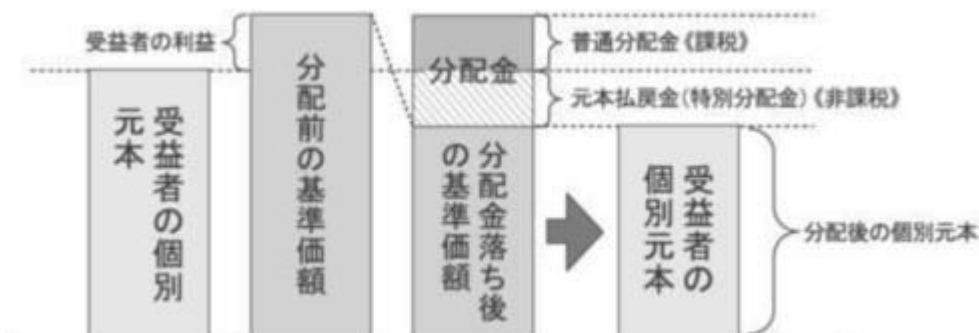 受益者の利益
受益者の個別
元本
分配前の基準価額
分配金
分配金落ち後
の基準価額
普通分配金《課税》
元本払戻金(特別分配金)《非課税》
受益者の
個別元本
分配後の個別元本